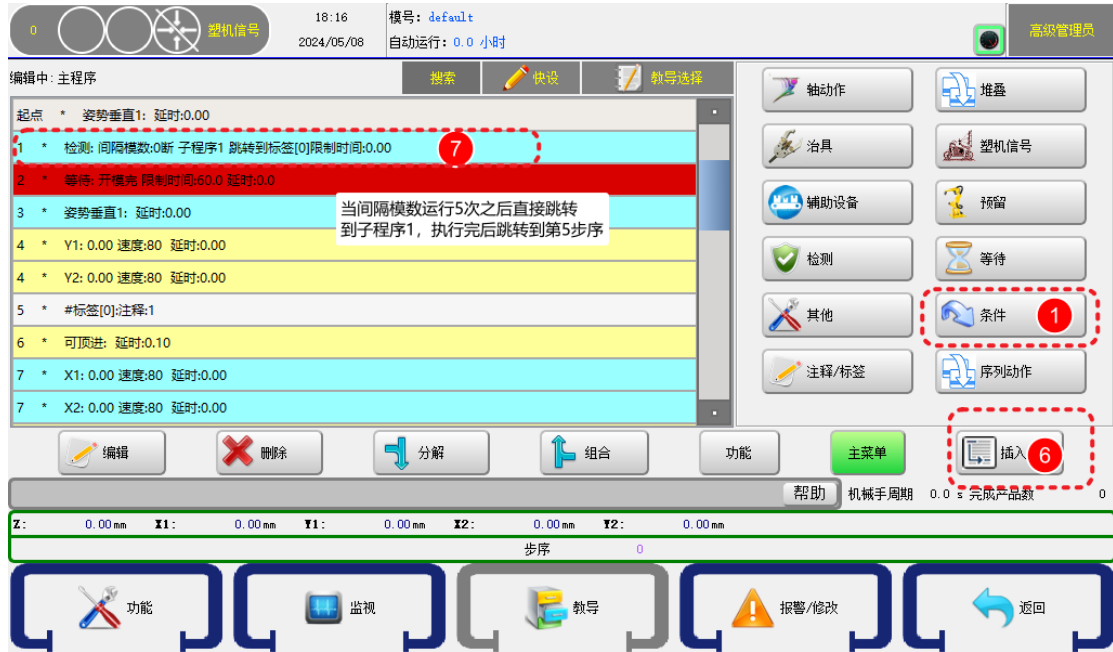 0
塑机信号
18:16
2024/05/08
模号: default
自动运行: 0.0 小时
高级管理员
编辑中: 主程序
搜索
快设
教导选择
起点 * 姿势垂直1: 延时:0.00
1 * 检测: 间隔模数:0断 子程序1 跳转到标签[0]限制时间:0.00
7
2 * 等待: 开模完 限制时间:60.0 延时:0.0
3 * 姿势垂直1: 延时:0.00
当间隔模数运行5次之后直接跳转
到子程序1，执行完后跳转到第5步序
4 * Y1: 0.00 速度:80 延时:0.00
4 * Y2: 0.00 速度:80 延时:0.00
5 * #标签[0]:注释:1
6 * 可顶进: 延时:0.10
7 * X1: 0.00 速度:80 延时:0.00
7 * X2: 0.00 速度:80 延时:0.00
轴动作
堆叠
治具
塑机信号
辅助设备
预留
检测
等待
其他
条件
1
注释/标签
序列动作
编辑
删除
分解
组合
功能
主菜单
插入
6
帮助
机械手周期 0.0 s 完成产品数 0
Z: 0.00mm X1: 0.00mm Y1: 0.00mm X2: 0.00mm Y2: 0.00mm
步序 0
功能
监视
教导
报警/修改
返回